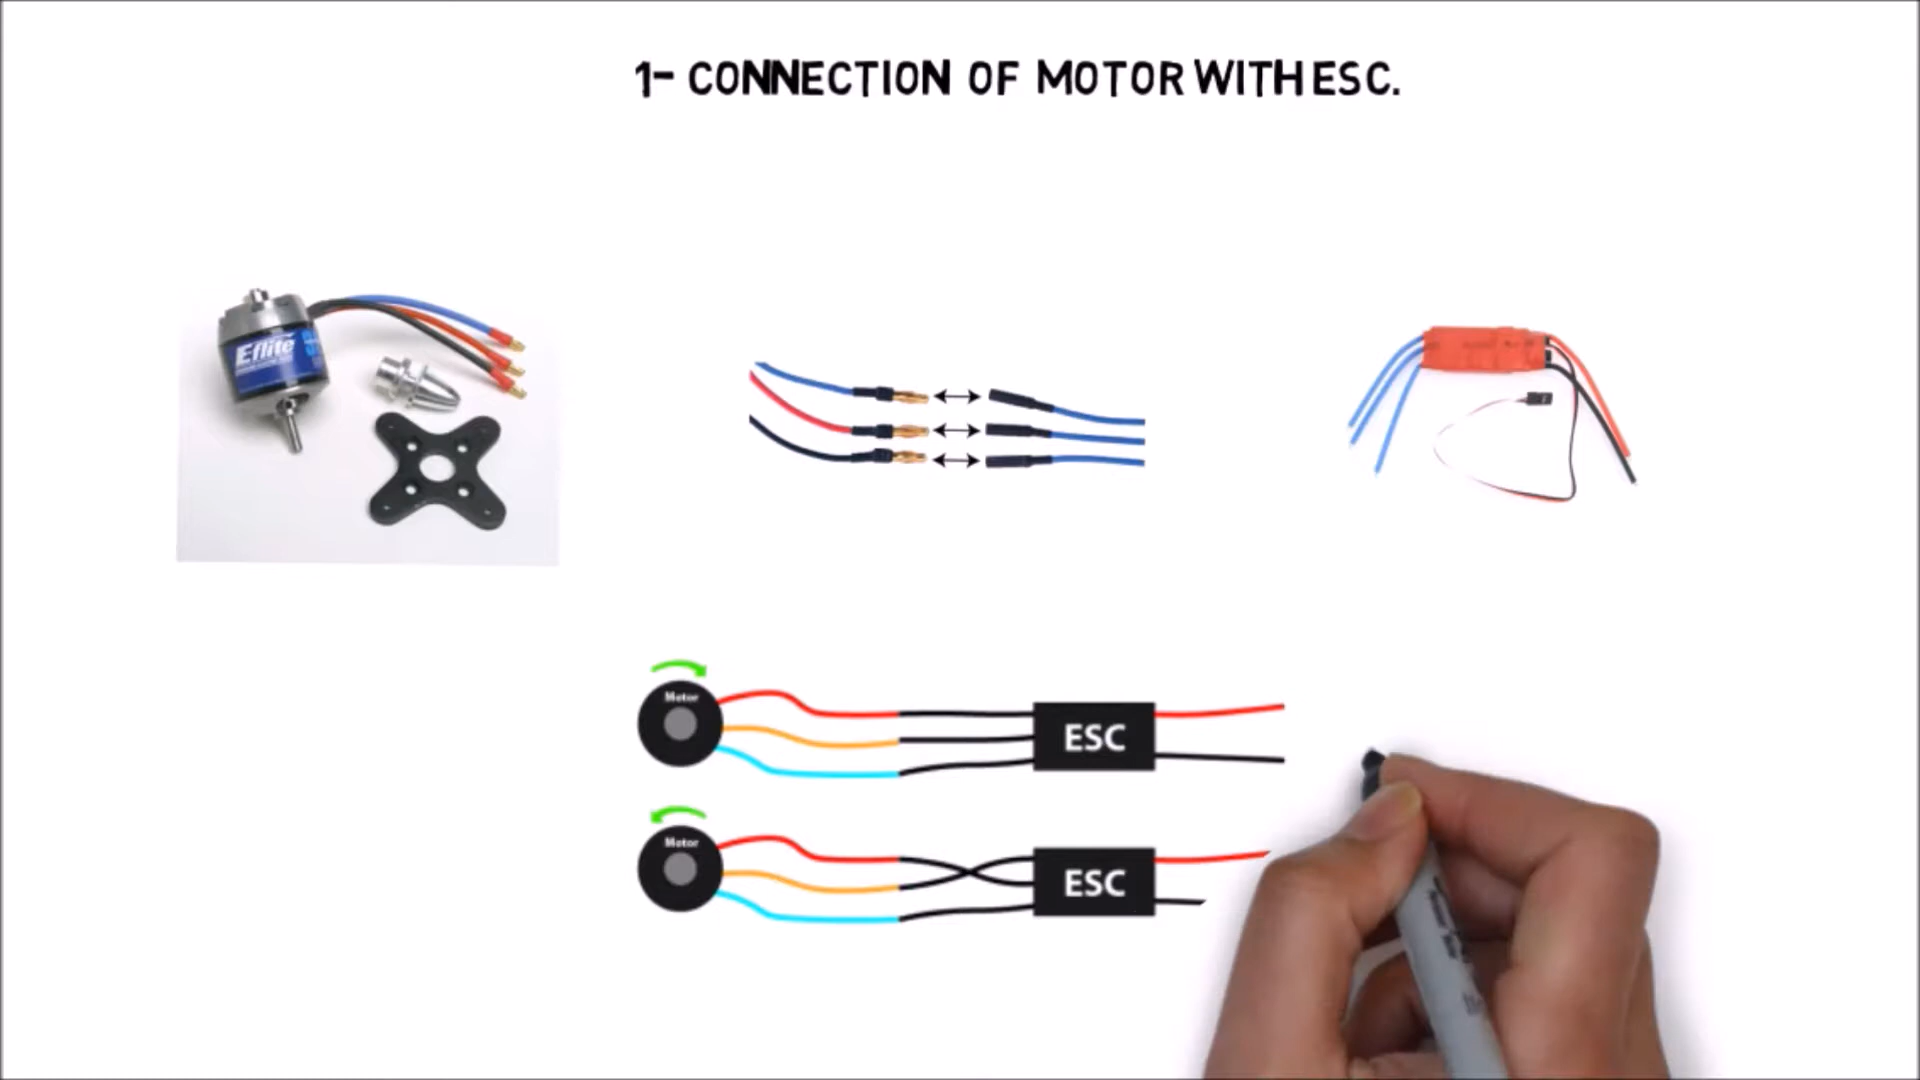 1- CONNECTION OF MOTOR WITH ESC.
Eflite
Motor
ESC
Motor
ESC